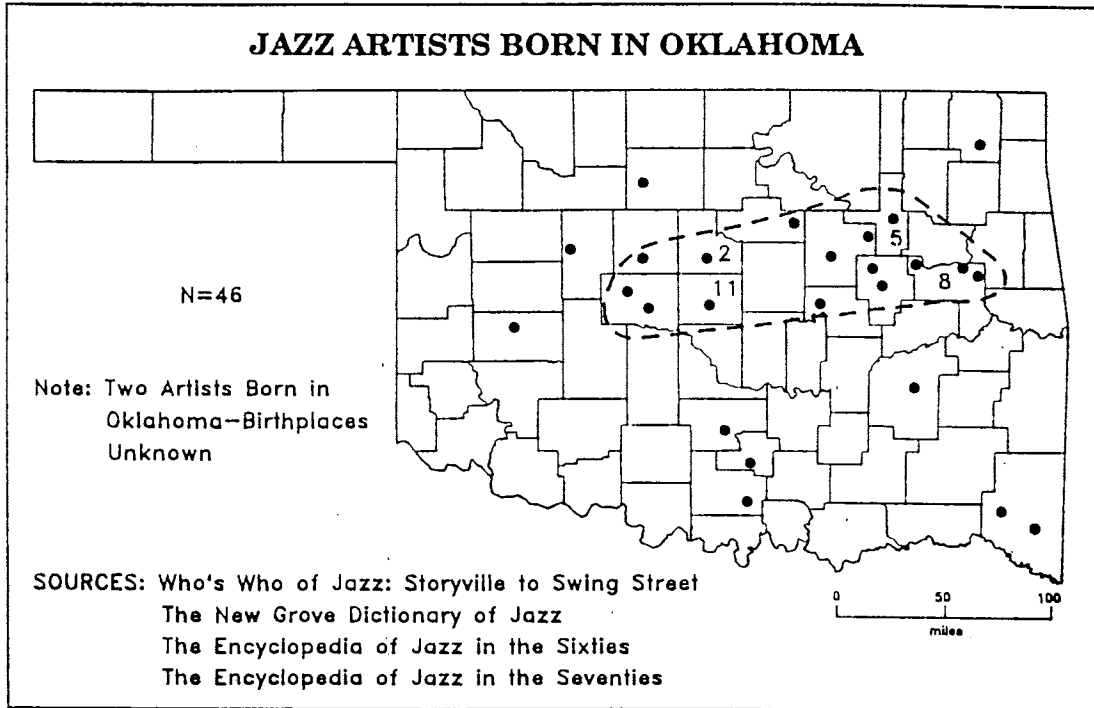 JAZZ ARTISTS BORN IN OKLAHOMA
2
5
11
8
N=46
Note: Two Artists Born in
Oklahoma–Birthplaces
Unknown
SOURCES: Who's Who of Jazz: Storyville to Swing Street
The New Grove Dictionary of Jazz
The Encyclopedia of Jazz in the Sixties
The Encyclopedia of Jazz in the Seventies
0 50 100
miles